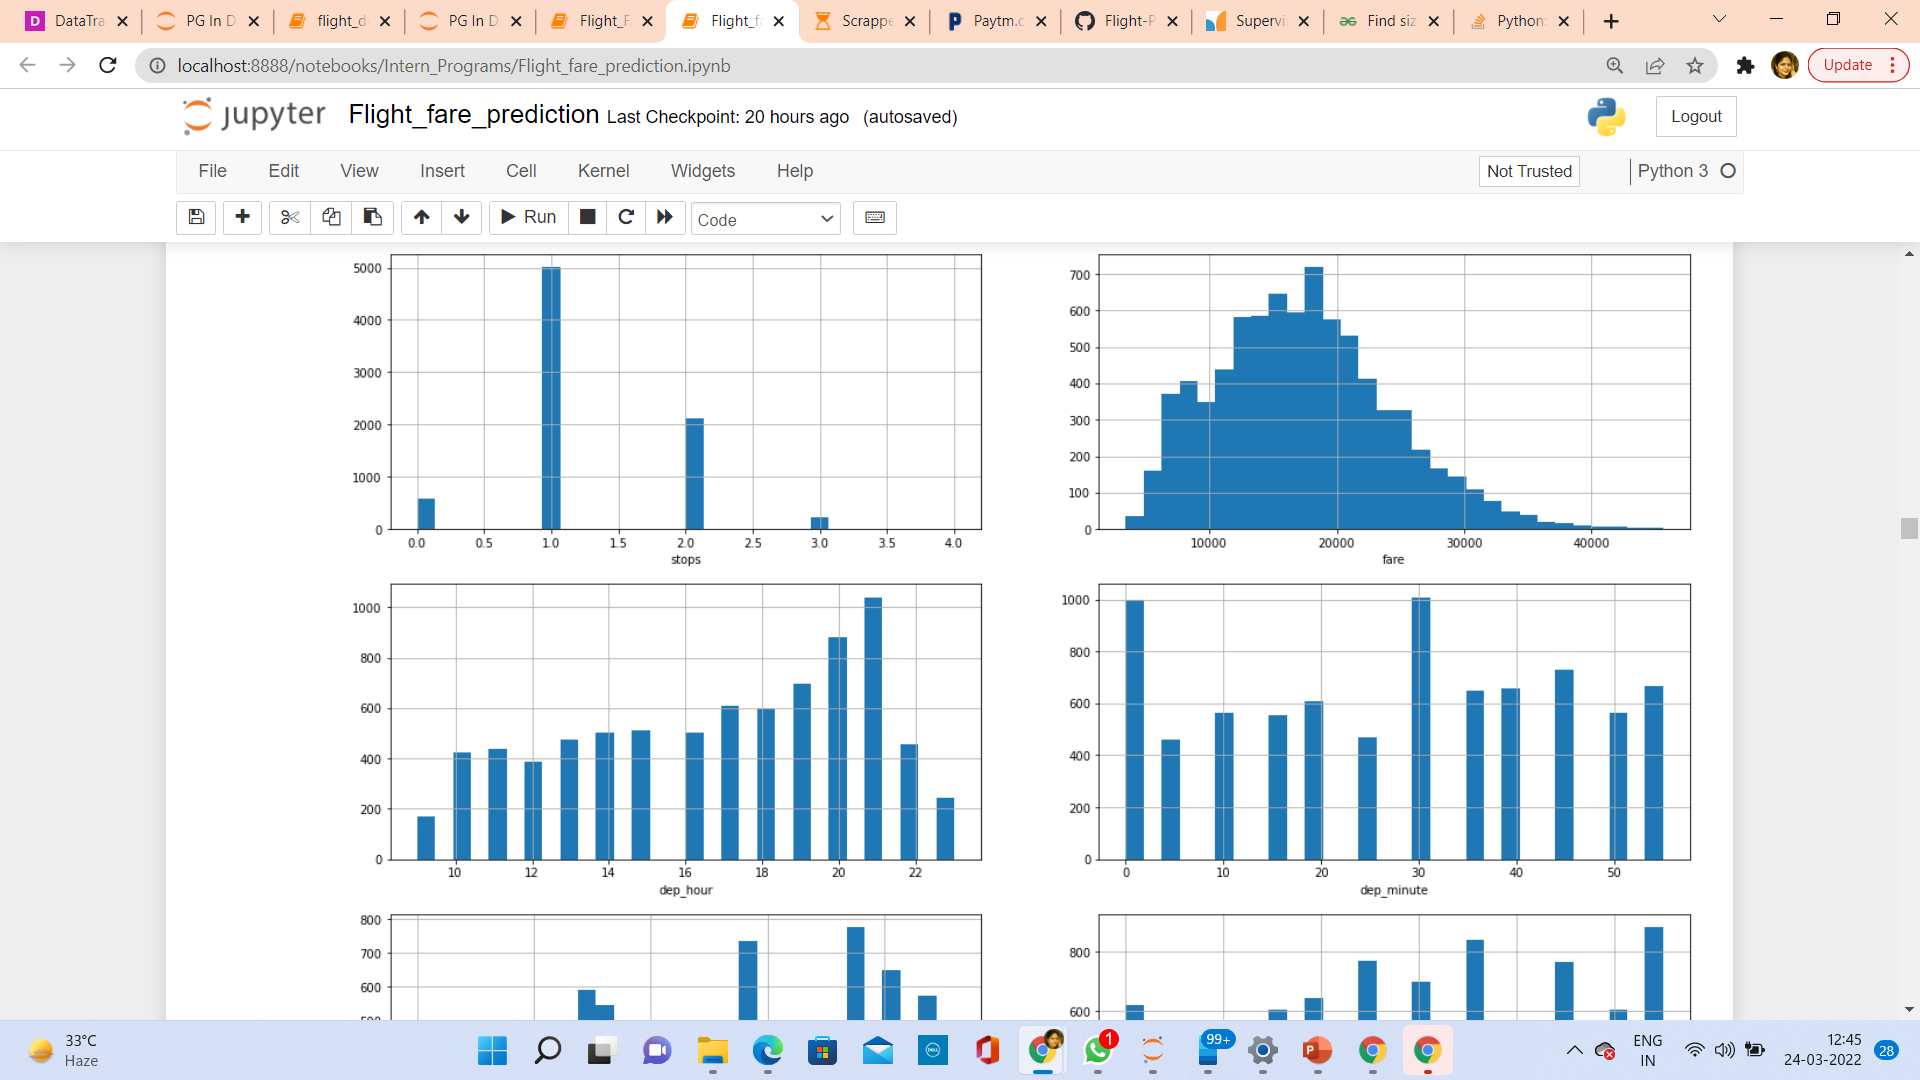 DataTra
PG In D
flight_d
PG In D
Flight_F
Flight_f
Scrappe
Paytm.c
Flight-P
Supervi
Find siz
Python:
localhost:8888/notebooks/Intern_Programs/Flight_fare_prediction.ipynb
Update
jupyter Flight_fare_prediction Last Checkpoint: 20 hours ago (autosaved)
Logout
File Edit View Insert Cell Kernel Widgets Help
Not Trusted
Python 3
Run
Code
5000
4000
3000
2000
1000
0
0.0 0.5 1.0 1.5 2.0 2.5 3.0 3.5 4.0
stops
700
600
500
400
300
200
100
0
10000 20000 30000 40000
fare
1000
800
600
400
200
0
10 12 14 16 18 20 22
dep_hour
1000
800
600
400
200
0
0 10 20 30 40 50
dep_minute
800
700
600
500
800
600
33°C
Haze
DELL
1
99+
P
ENG
IN
12:45
24-03-2022
28